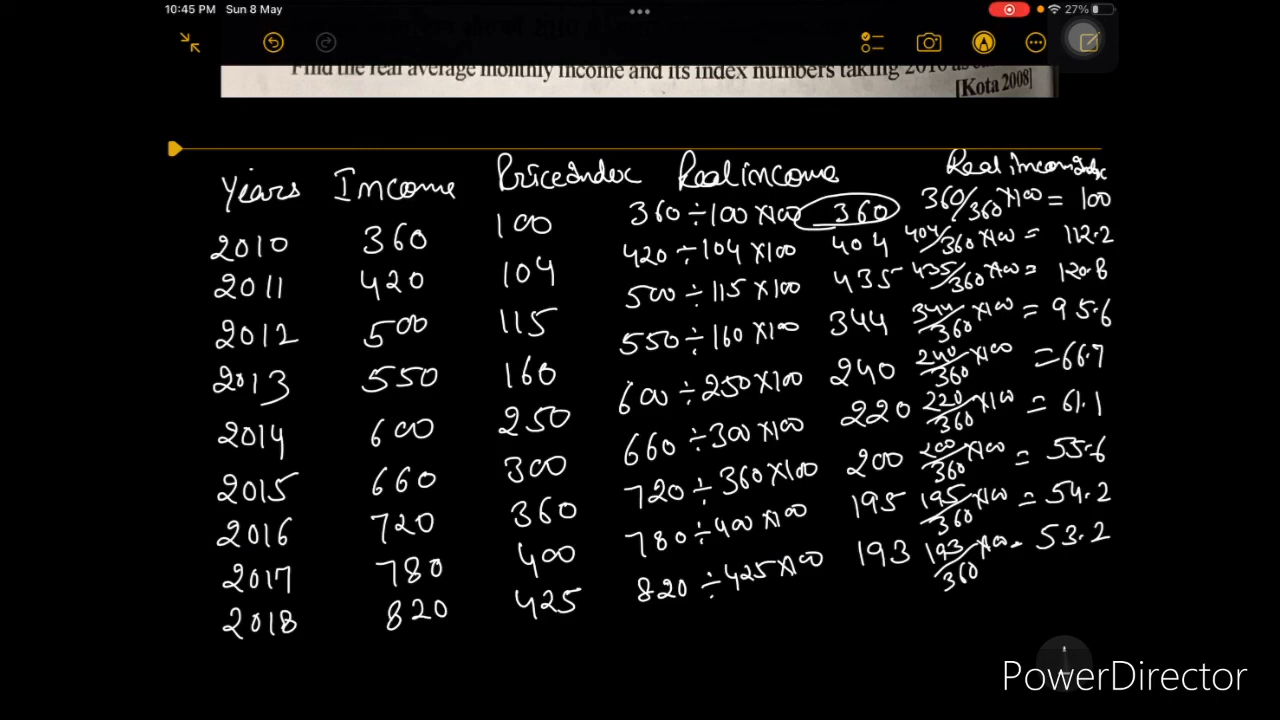 10:45 PM Sun 8 May
27%
Find the real average monthly income and its index numbers taking 2010 as
[Kota 2008]
Years Income Price Index Real income Real income index
2010 360 100 360 ÷ 100 × 100 360 360/360 × 100 = 100
2011 420 104 420 ÷ 104 × 100 404 404/360 × 100 = 112.2
2012 500 115 500 ÷ 115 × 100 435 435/360 × 100 = 120.8
2013 550 160 550 ÷ 160 × 100 344 344/360 × 100 = 95.6
2014 600 250 600 ÷ 250 × 100 240 240/360 × 100 = 66.7
2015 660 300 660 ÷ 300 × 100 220 220/360 × 100 = 61.1
2016 720 360 720 ÷ 360 × 100 200 200/360 × 100 = 55.6
2017 780 400 780 ÷ 400 × 100 195 195/360 × 100 = 54.2
2018 820 425 820 ÷ 425 × 100 193 193/360 × 100 = 53.2
PowerDirector